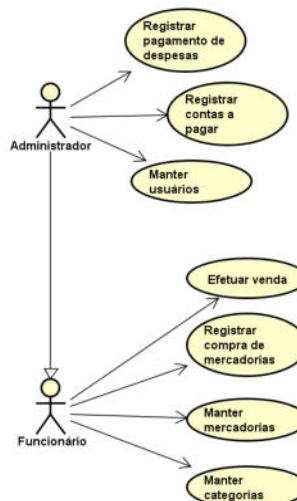 Registrar
pagamento de
despesas
Administrador
Registrar
contas a
pagar
Manter
usuários
Efetuar venda
Registrar
compra de
mercadorias
Funcionário
Manter
mercadorias
Manter
categorias